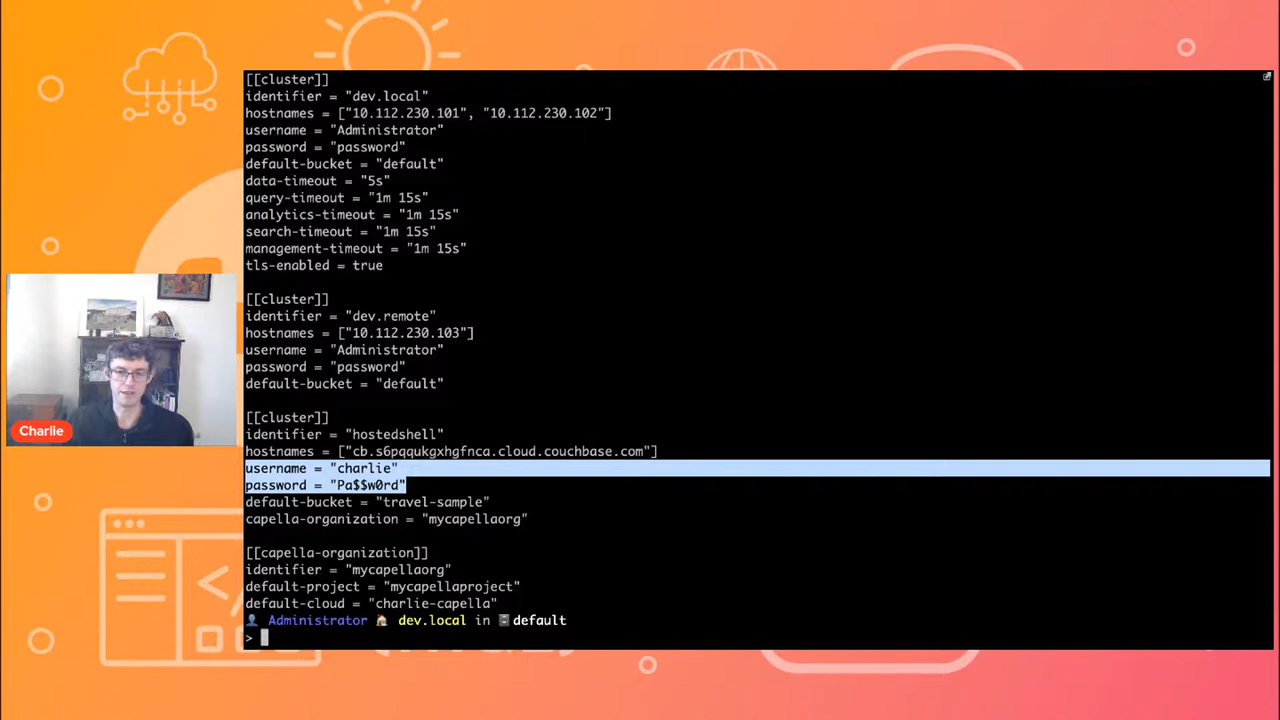 [[cluster]]
identifier = "dev.local"
hostnames = ["10.112.230.101", "10.112.230.102"]
username = "Administrator"
password = "password"
default-bucket = "default"
data-timeout = "5s"
query-timeout = "1m 15s"
analytics-timeout = "1m 15s"
search-timeout = "1m 15s"
management-timeout = "1m 15s"
tls-enabled = true
[[cluster]]
identifier = "dev.remote"
hostnames = ["10.112.230.103"]
username = "Administrator"
password = "password"
default-bucket = "default"
[[cluster]]
identifier = "hostedshell"
hostnames = ["cb.s6pqqukgxhgfnca.cloud.couchbase.com"]
username = "charlie"
password = "Pa$$w0rd"
default-bucket = "travel-sample"
capella-organization = "mycapellaorg"
[[capella-organization]]
identifier = "mycapellaorg"
default-project = "mycapellaproject"
default-cloud = "charlie-capella"
👤 Administrator 🏠 dev.local in 🗄 default
>
Charlie